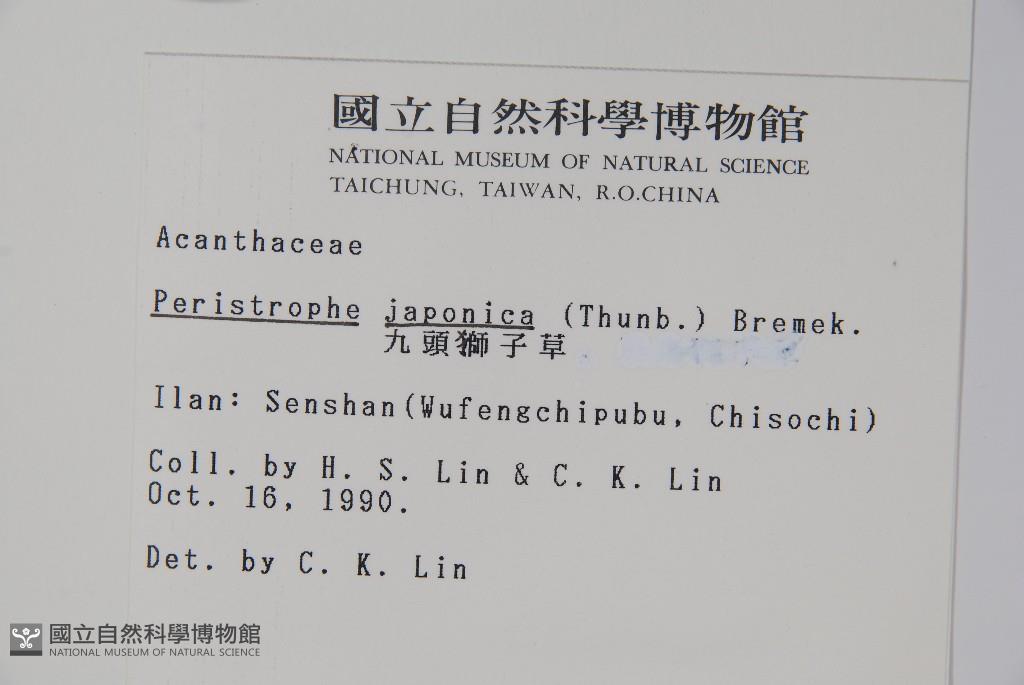 國立自然科學博物館
NATIONAL MUSEUM OF NATURAL SCIENCE
TAICHUNG, TAIWAN, R.O.CHINA
Acanthaceae
Peristrophe japonica (Thunb.) Bremek.
九頭獅子草
Ilan: Senshan(Wufengchipubu, Chisochi)
Coll. by H. S. Lin & C. K. Lin
Oct. 16, 1990.
Det. by C. K. Lin
國立自然科學博物館
NATIONAL MUSEUM OF NATURAL SCIENCE